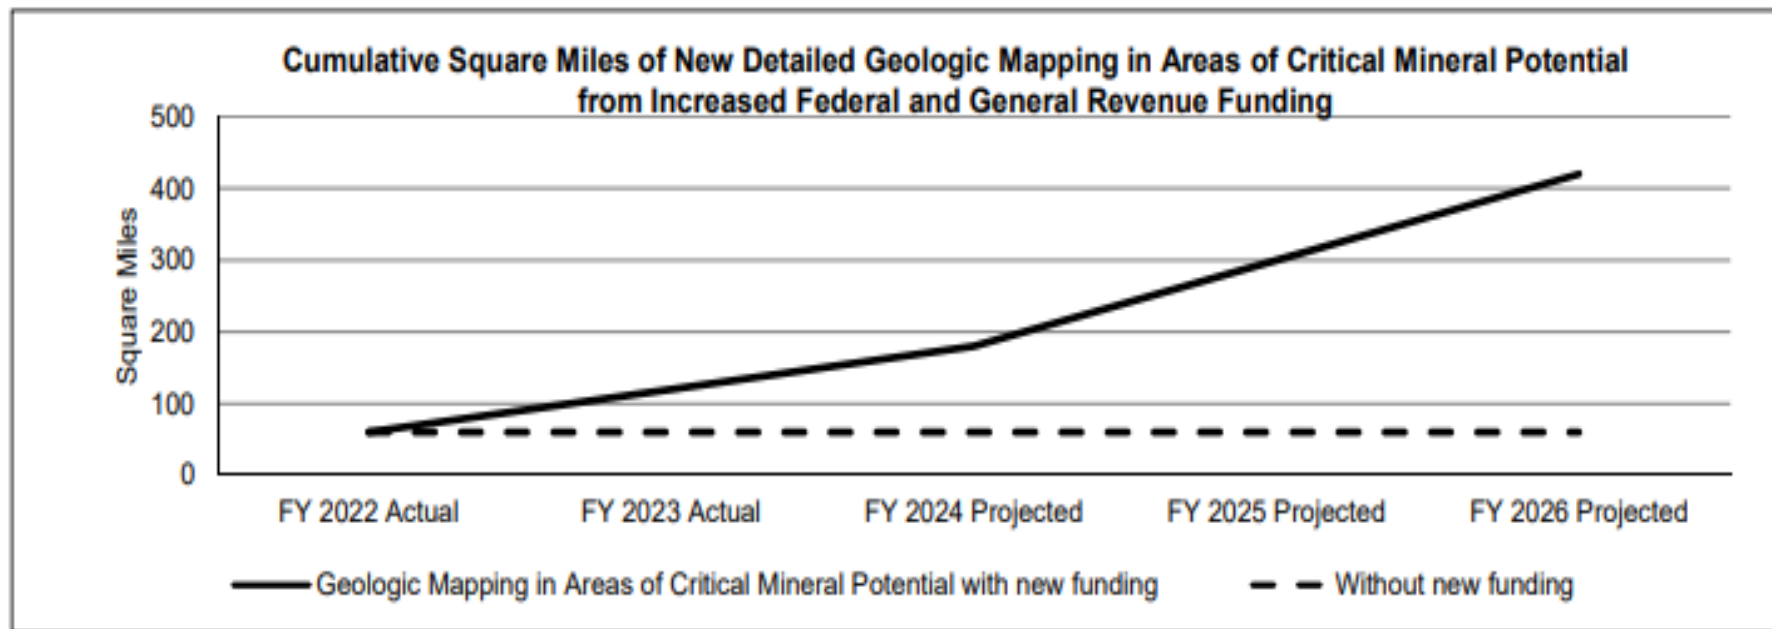 Cumulative Square Miles of New Detailed Geologic Mapping in Areas of Critical Mineral Potential
from Increased Federal and General Revenue Funding
500
400
300
200
100
0
Square Miles
FY 2022 Actual
FY 2023 Actual
FY 2024 Projected
FY 2025 Projected
FY 2026 Projected
Geologic Mapping in Areas of Critical Mineral Potential with new funding
Without new funding